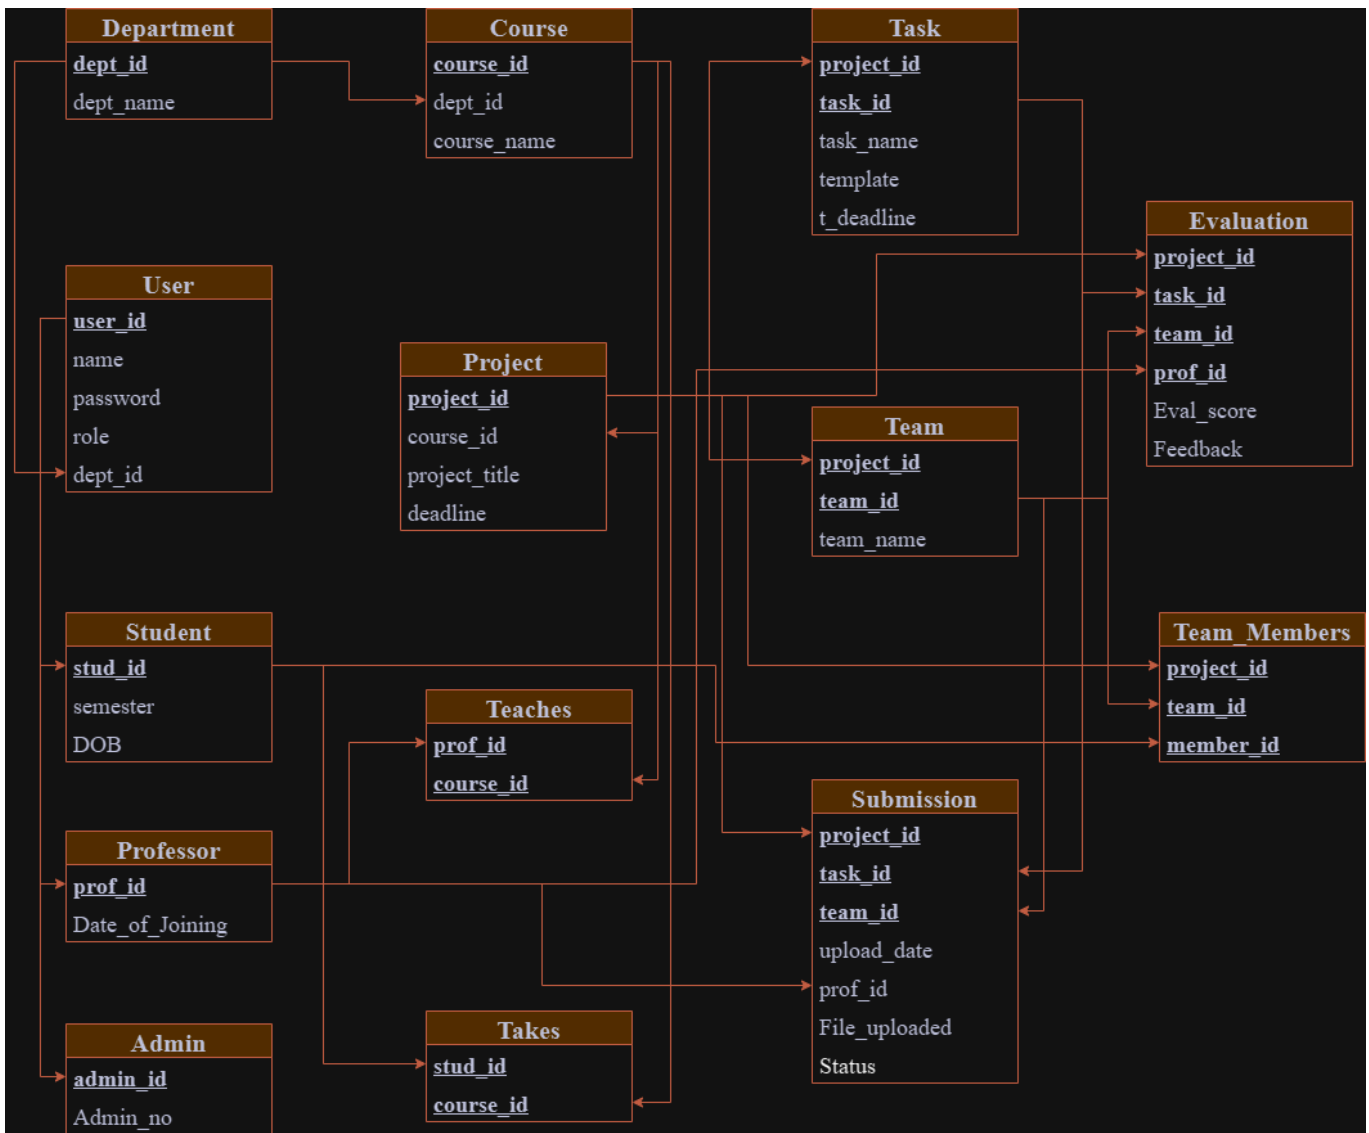 Department
dept_id
dept_name
Course
course_id
dept_id
course_name
Task
project_id
task_id
task_name
template
t_deadline
Evaluation
project_id
task_id
team_id
prof_id
Eval_score
Feedback
User
user_id
name
password
role
dept_id
Project
project_id
course_id
project_title
deadline
Team
project_id
team_id
team_name
Student
stud_id
semester
DOB
Teaches
prof_id
course_id
Team_Members
project_id
team_id
member_id
Submission
project_id
task_id
team_id
upload_date
prof_id
File_uploaded
Status
Professor
prof_id
Date_of_Joining
Admin
admin_id
Admin_no
Takes
stud_id
course_id